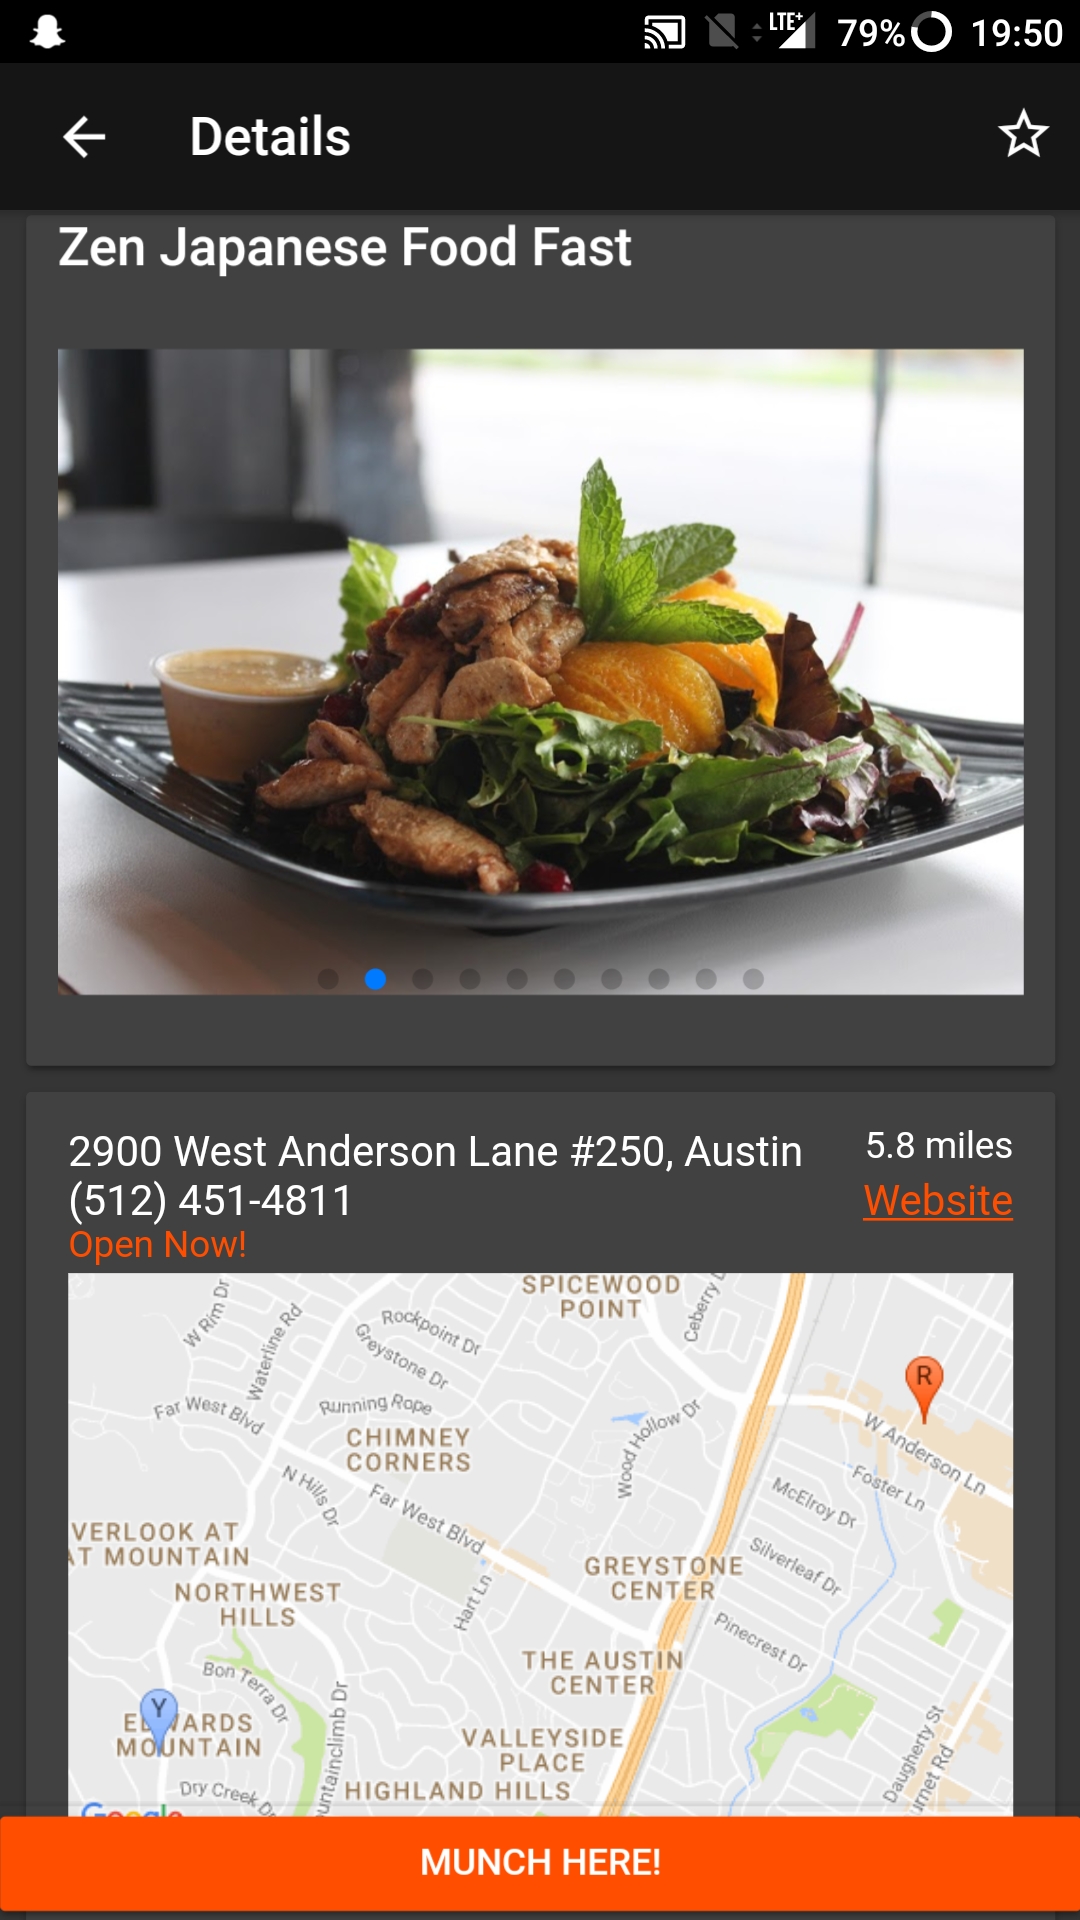 LTE+ 79% 19:50
Details
Zen Japanese Food Fast
2900 West Anderson Lane #250, Austin
5.8 miles
(512) 451-4811
Website
Open Now!
SPICEWOOD
POINT
W Rim Dr
Waterline Rd
Rockpoint Dr
Greystone Dr
Running Rope
Far West Blvd
CHIMNEY
CORNERS
Wood Hollow Dr
R
W Anderson Ln
Foster Ln
McElroy Dr
N Hills Dr
Far West Blvd
VERLOOK AT
AT MOUNTAIN
GREYSTONE
CENTER
Silverleaf Dr
NORTHWEST
HILLS
Hart Ln
Pinecrest Dr
THE AUSTIN
CENTER
Bon Terra Dr
Y
EDWARDS
MOUNTAIN
VALLEYSIDE
PLACE
Daugherty St
urnet Rd
Dry Creek Dr
untainclimb Dr
HIGHLAND HILLS
Google
MUNCH HERE!